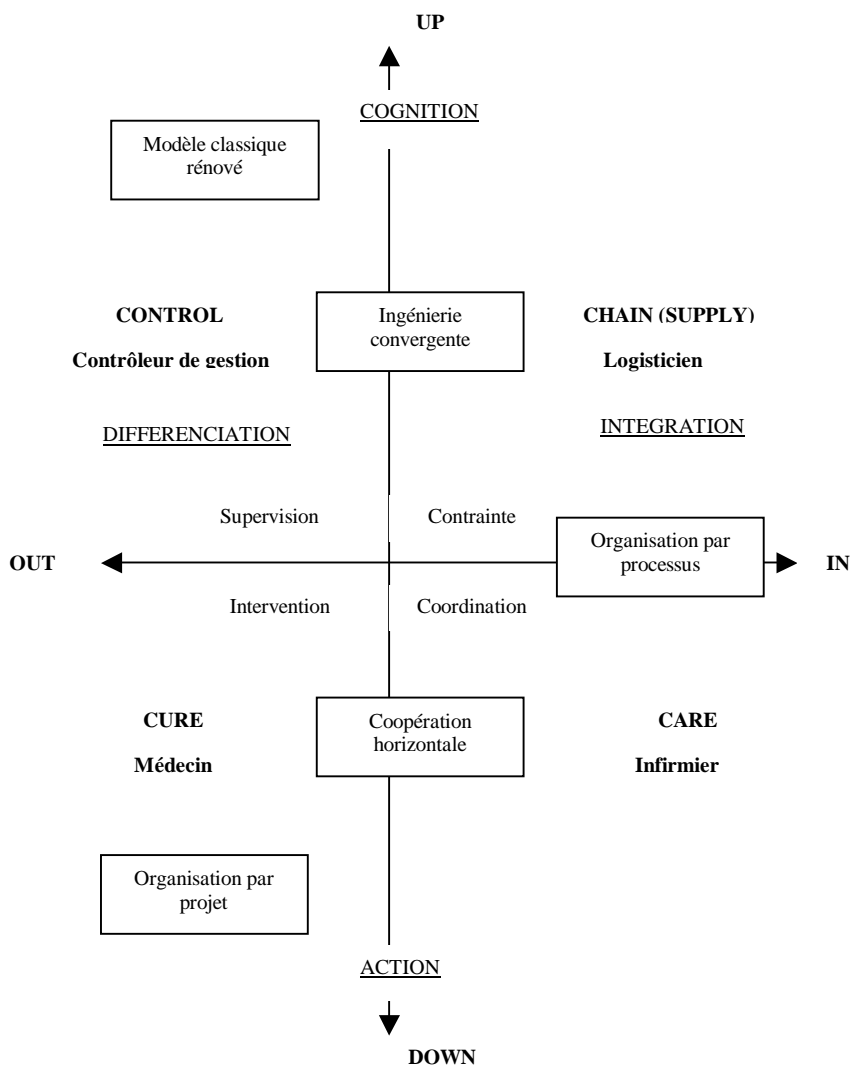 UP
COGNITION
Modèle classique
rénové
CONTROL
Contrôleur de gestion
Ingénierie
convergente
CHAIN (SUPPLY)
Logisticien
DIFFERENCIATION
INTEGRATION
Supervision
Contrainte
OUT
Organisation par
processus
IN
Intervention
Coordination
CURE
Médecin
Coopération
horizontale
CARE
Infirmier
Organisation par
projet
ACTION
DOWN